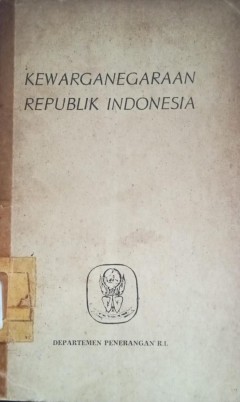 KEWARGANEGARAAN
REPUBLIK INDONESIA
DEPARTEMEN PENERANGAN R.I.